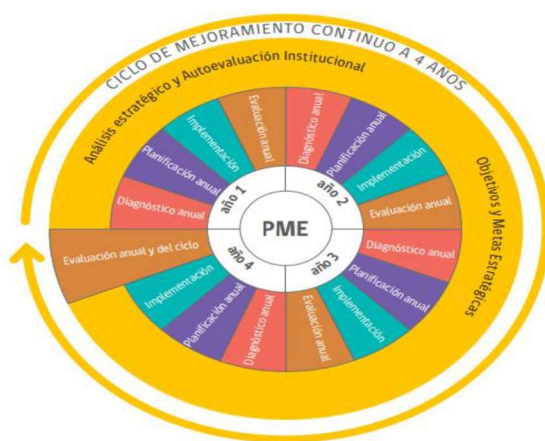 CICLO DE MEJORAMIENTO CONTINUO A 4 AÑOS
Análisis estratégico y Autoevaluación Institucional
Objetivos y Metas Estratégicas
PME
año 1
Diagnóstico anual
Planificación anual
Implementación
Evaluación anual
año 2
Diagnóstico anual
Planificación anual
Implementación
Evaluación anual
año 3
Diagnóstico anual
Planificación anual
Implementación
Evaluación anual
año 4
Diagnóstico anual
Planificación anual
Implementación
Evaluación anual y del ciclo